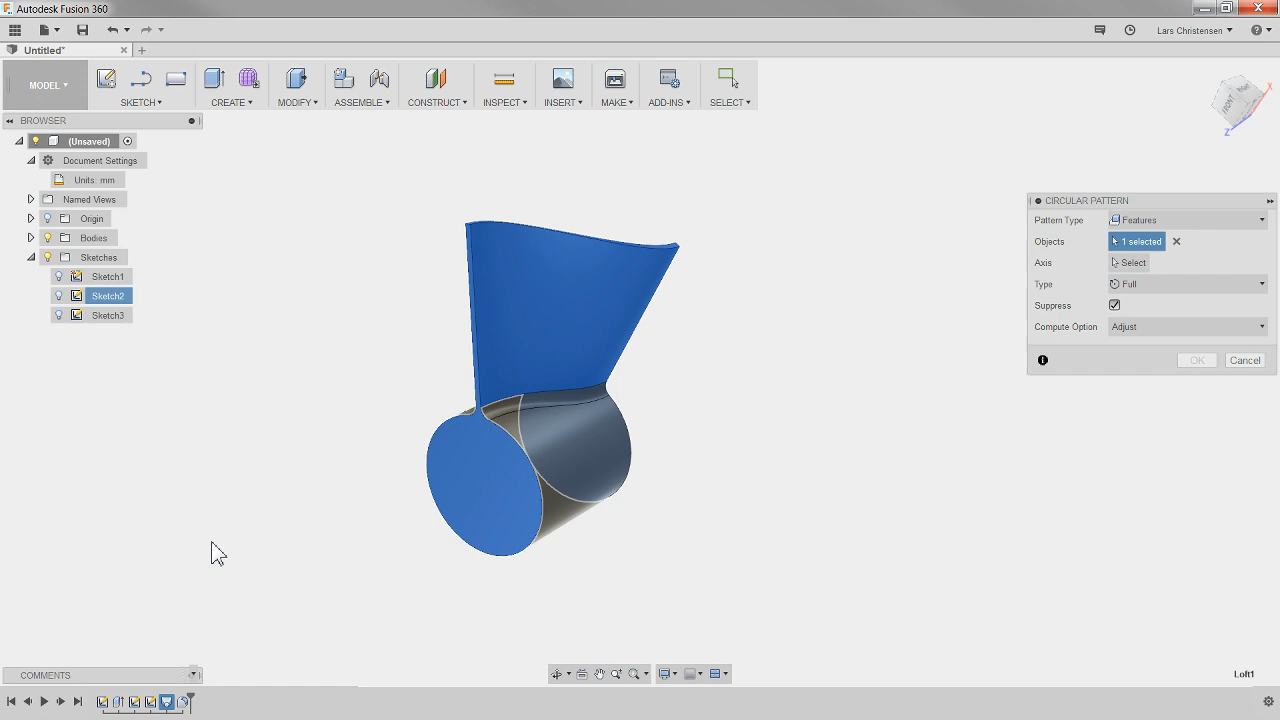 Autodesk Fusion 360
Lars Christensen
Untitled*
MODEL
SKETCH
CREATE
MODIFY
ASSEMBLE
CONSTRUCT
INSPECT
INSERT
MAKE
ADD-INS
SELECT
FRONT
X
Z
BROWSER
(Unsaved)
Document Settings
Units: mm
Named Views
Origin
Bodies
Sketches
Sketch1
Sketch2
Sketch3
CIRCULAR PATTERN
Pattern Type Features
Objects 1 selected
Axis Select
Type Full
Suppress
Compute Option Adjust
OK Cancel
COMMENTS
Loft1